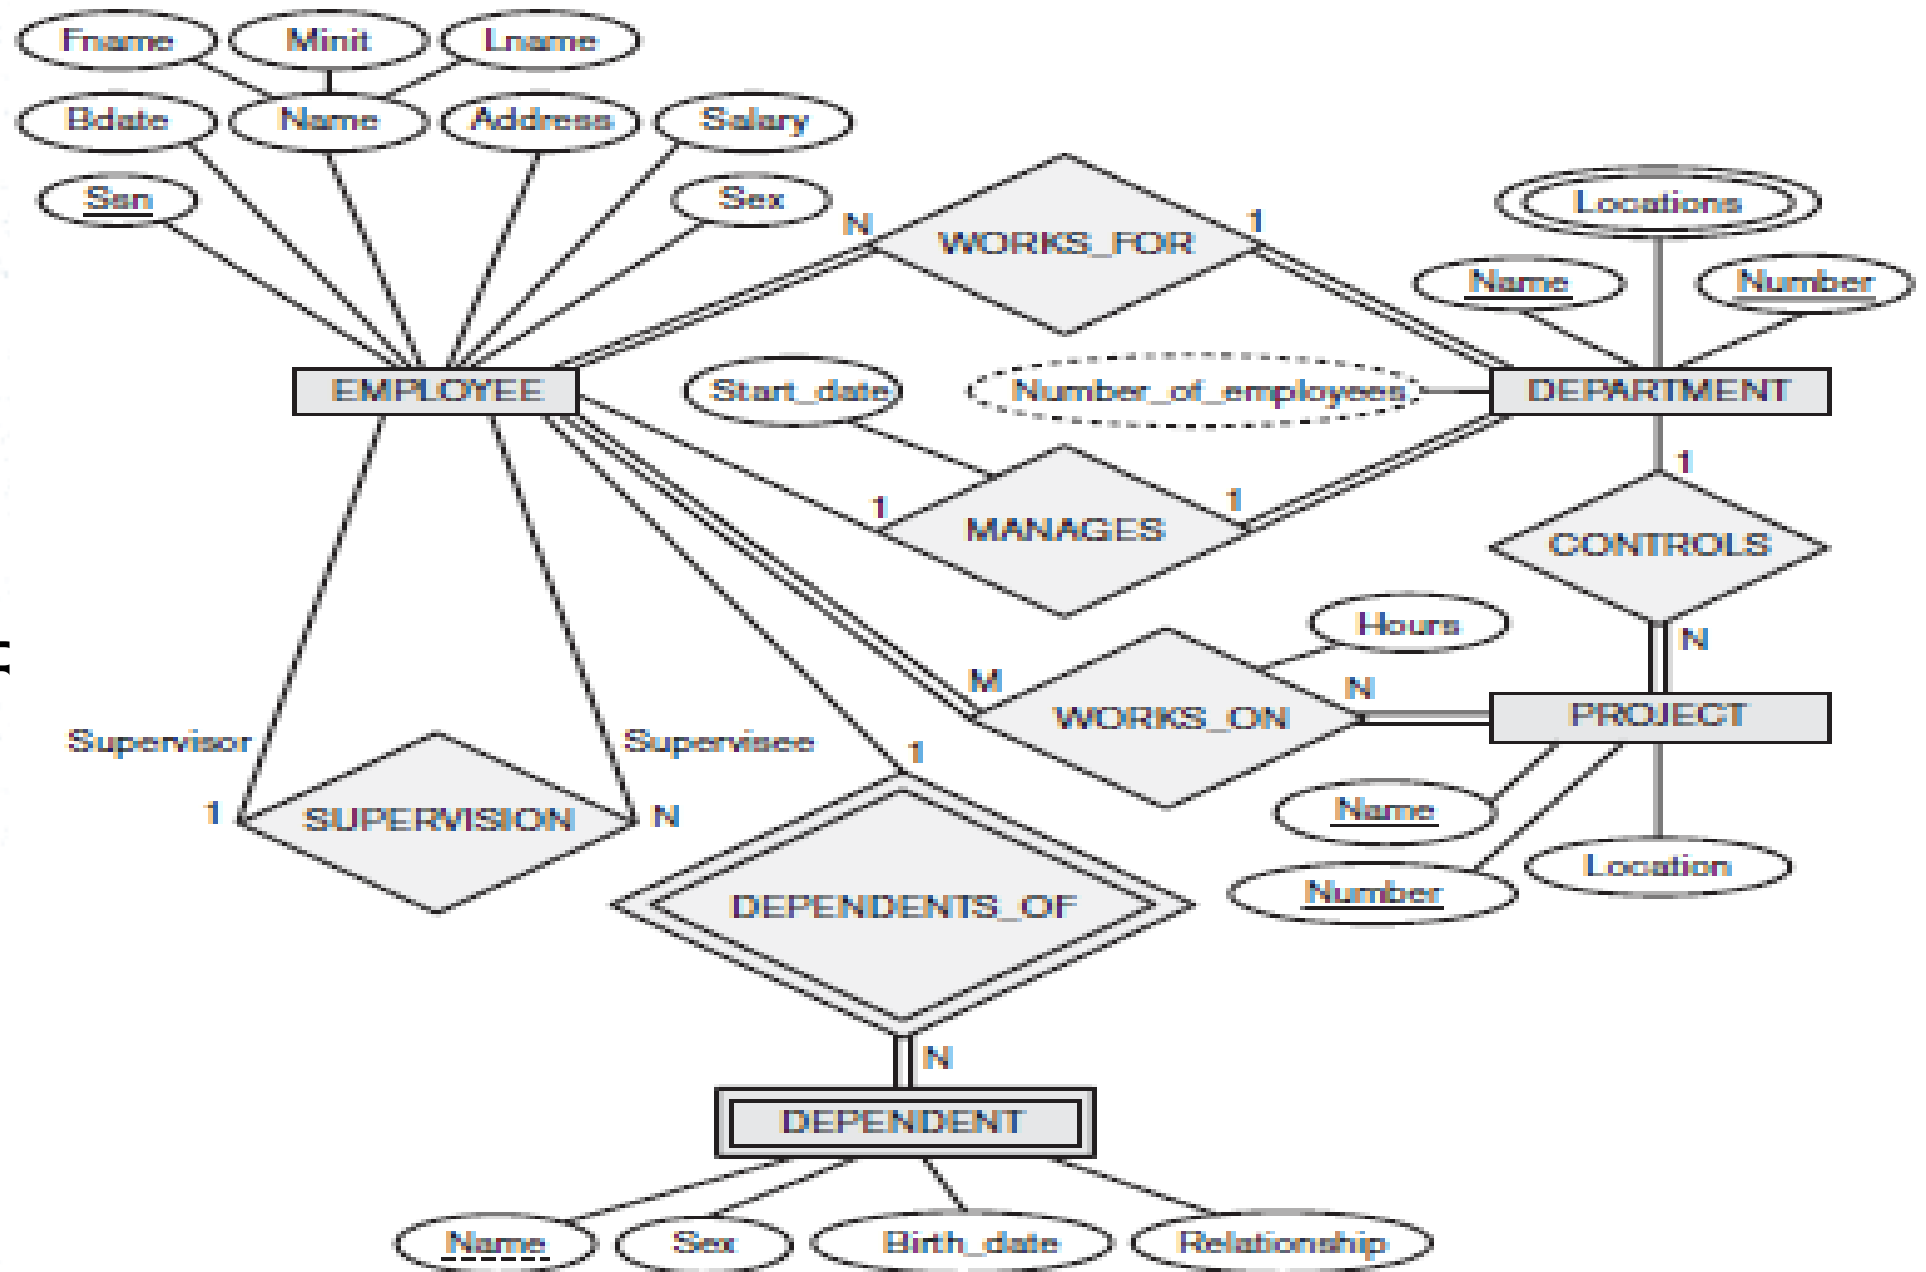 Fname Minit Lname
Bdate Name Address Salary
Ssn Sex
N WORKS_FOR 1
Locations
Name Number
EMPLOYEE Start_date Number_of_employees DEPARTMENT
1 MANAGES 1
1
CONTROLS
Hours
N
M WORKS_ON N
PROJECT
Supervisor Supervisee
1 SUPERVISION N
1
Name
Number Location
DEPENDENTS_OF
N
DEPENDENT
Name Sex Birth_date Relationship